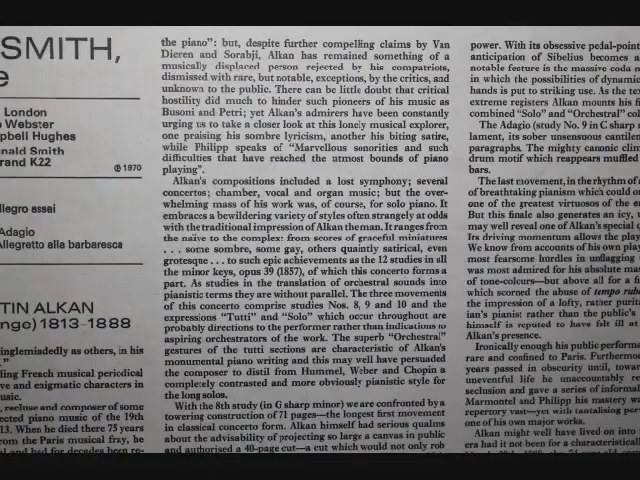 SMITH,
e
London
Webster
pbell Hughes
nald Smith
rand K22
℗ 1970
llegro assai
Adagio
Allegretto alla barbaresca
TIN ALKAN
nge) 1813-1888
inglemindedly as others, in his
"
ding French musical periodical
ve and enigmatic characters in
usic.
, recluse and composer of some
ected piano music of the 19th
13. When he died there 75 years
rom the Paris musical fray, he
al and had for decades been re-
the piano": but, despite further compelling claims by Van
Dieren and Sorabji, Alkan has remained something of a
musically displaced person rejected by his compatriots,
dismissed with rare, but notable, exceptions, by the critics, and
unknown to the public. There can be little doubt that critical
hostility did much to hinder such pioneers of his music as
Busoni and Petri; yet Alkan's admirers have been constantly
urging us to take a closer look at this lonely musical explorer,
one praising his sombre lyricism, another his biting satire,
while Philipp speaks of "Marvellous sonorities and such
difficulties that have reached the utmost bounds of piano
playing".
Alkan's compositions included a lost symphony; several
concertos; chamber, vocal and organ music; but the over-
whelming mass of his work was, of course, for solo piano. It
embraces a bewildering variety of styles often strangely at odds
with the traditional impression of Alkan the man. It ranges from
the naïve to the complex: from scores of graceful miniatures
. . . some sombre, some gay, others quaintly satirical, even
grotesque . . . to such epic achievements as the 12 studies in all
the minor keys, opus 39 (1857), of which this concerto forms a
part. As studies in the translation of orchestral sounds into
pianistic terms they are without parallel. The three movements
of this concerto comprise studies Nos. 8, 9 and 10 and the
expressions "Tutti" and "Solo" which occur throughout are
probably directions to the performer rather than indications to
aspiring orchestrators of the work. The superb "Orchestral"
gestures of the tutti sections are characteristic of Alkan's
monumental piano writing and this may well have persuaded
the composer to distil from Hummel, Weber and Chopin a
completely contrasted and more obviously pianistic style for
the long solos.
With the 8th study (in G sharp minor) we are confronted by a
towering construction of 71 pages—the longest first movement
in classical concerto form. Alkan himself had serious qualms
about the advisability of projecting so large a canvas in public
and authorised a 40-page cut—a cut which would not only rob
power. With its obsessive pedal-point
anticipation of Sibelius becomes a
notable feature is the massive coda
in which the possibilities of dynamic
hands is put to striking use. As the tex
extreme registers Alkan mounts his
combined "Solo" and "Orchestral" col
The Adagio (study No. 9 in C sharp
lament, its sober unsensuous cantilen
paragraphs. The mighty canonic clim
drum motif which reappears muffled
bars.
The last movement, in the rhythm of
of breathtaking pianism which could
one of the greatest virtuosos of the
But this finale also generates an icy,
may well reveal one of Alkan's special
Its driving momentum allows the play
We know from accounts of his own play
most fearsome hurdles in unflagging
was most admired for his absolute ma
of tone-colours—but above all for a
which scorned the abuse of tempo ruba
the impression of a lofty, rather puri
ian's pianis: rather than the public's
himself is reputed to have felt ill at
Alkan's presence.
Ironically enough his public performa
rare and confined to Paris. Furthermo
years passed in obscurity until, towar
uneventful life he unaccountably re
seclusion and gave a series of informal
Marmontel and Philipp his mastery wa
repertory vast—yet with tantalising per
one of his own major works.
Alkan might well have lived on into
era had it not been for a characteristicall